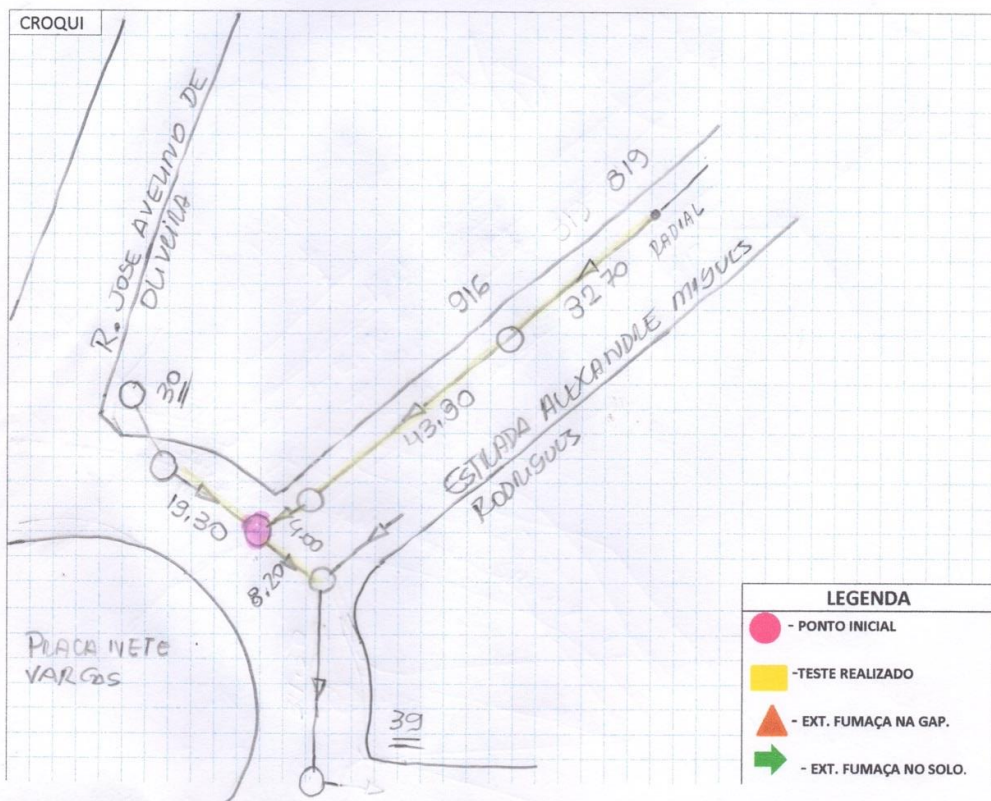 CROQUI
R. JOSE AVELINO DE
OLIVEIRA
819
916
RADIAL
32,70
43,90
ESTRADA ALEXANDRE MIGUES
RODRIGUES
30
19,30
4,00
8,20
PLACA IVETE
VARGAS
39
LEGENDA
- PONTO INICIAL
-TESTE REALIZADO
- EXT. FUMAÇA NA GAP.
- EXT. FUMAÇA NO SOLO.